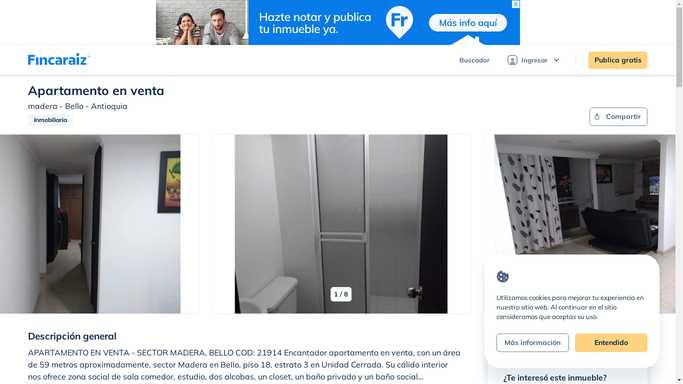 Hazte notar y publica
tu inmueble ya.
Fr
Más info aquí
Fincaraiz
Buscador
Ingresar
Publica gratis
Apartamento en venta
madera - Bello - Antioquia
Inmobiliaria
Compartir
1 / 8
Utilizamos cookies para mejorar tu experiencia en
nuestro sitio web. Al continuar en el sitio
consideramos que aceptas su uso.
Más información
Entendido
Descripción general
APARTAMENTO EN VENTA - SECTOR MADERA, BELLO COD: 21914 Encantador apartamento en venta, con un área
de 59 metros aproximadamente, sector Madera en Bello, piso 18, estrato 3 en Unidad Cerrada. Su cálido interior
nos ofrece zona social de sala comedor, estudio, dos alcobas, un closet, un baño privado y un baño social...
¿Te interesó este inmueble?